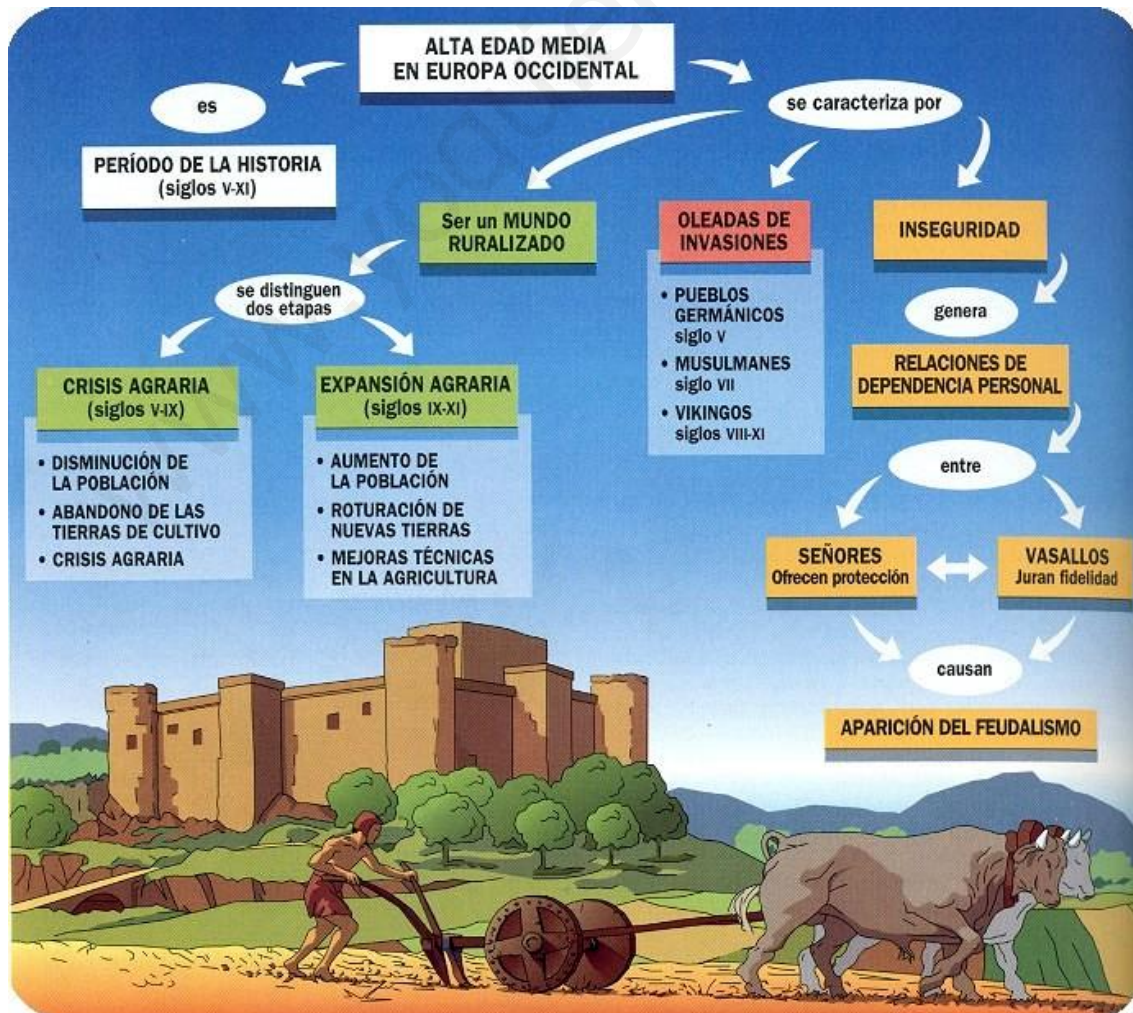 ALTA EDAD MEDIA
EN EUROPA OCCIDENTAL
es
se caracteriza por
PERÍODO DE LA HISTORIA
(siglos V-XI)
Ser un MUNDO
RURALIZADO
OLEADAS DE
INVASIONES
INSEGURIDAD
se distinguen
dos etapas
• PUEBLOS
GERMÁNICOS
siglo V
• MUSULMANES
siglo VII
• VIKINGOS
siglos VIII-XI
genera
RELACIONES DE
DEPENDENCIA PERSONAL
CRISIS AGRARIA
(siglos V-IX)
• DISMINUCIÓN DE
LA POBLACIÓN
• ABANDONO DE LAS
TIERRAS DE CULTIVO
• CRISIS AGRARIA
EXPANSIÓN AGRARIA
(siglos IX-XI)
• AUMENTO DE
LA POBLACIÓN
• ROTURACIÓN DE
NUEVAS TIERRAS
• MEJORAS TÉCNICAS
EN LA AGRICULTURA
entre
SEÑORES
Ofrecen protección
VASALLOS
Juran fidelidad
causan
APARICIÓN DEL FEUDALISMO